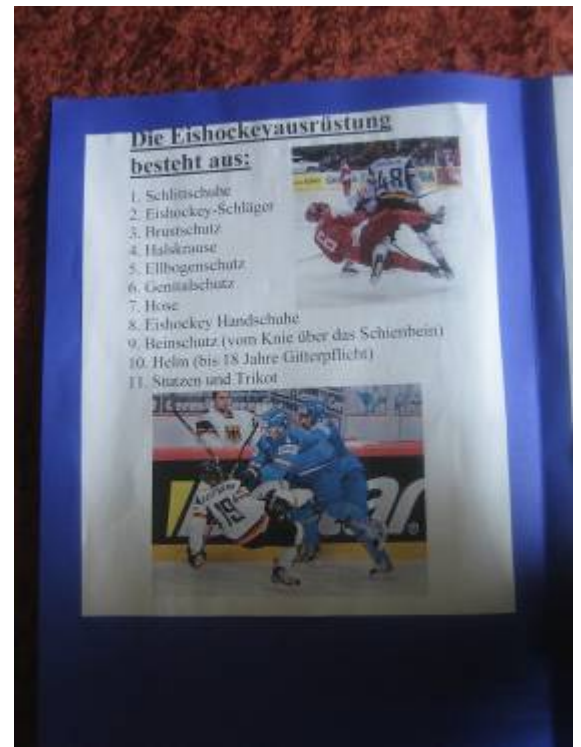 Die Eishockeyausrüstung
besteht aus:
1. Schlittschuhe
2. Eishockey-Schläger
3. Brustschutz
4. Halskrause
5. Ellbogenschutz
6. Genitalschutz
7. Hose
8. Eishockey Handschuhe
9. Beinschutz (vom Knie über das Schienbein)
10. Helm (bis 18 Jahre Gitterpflicht)
11. Stutzen und Trikot
48
19